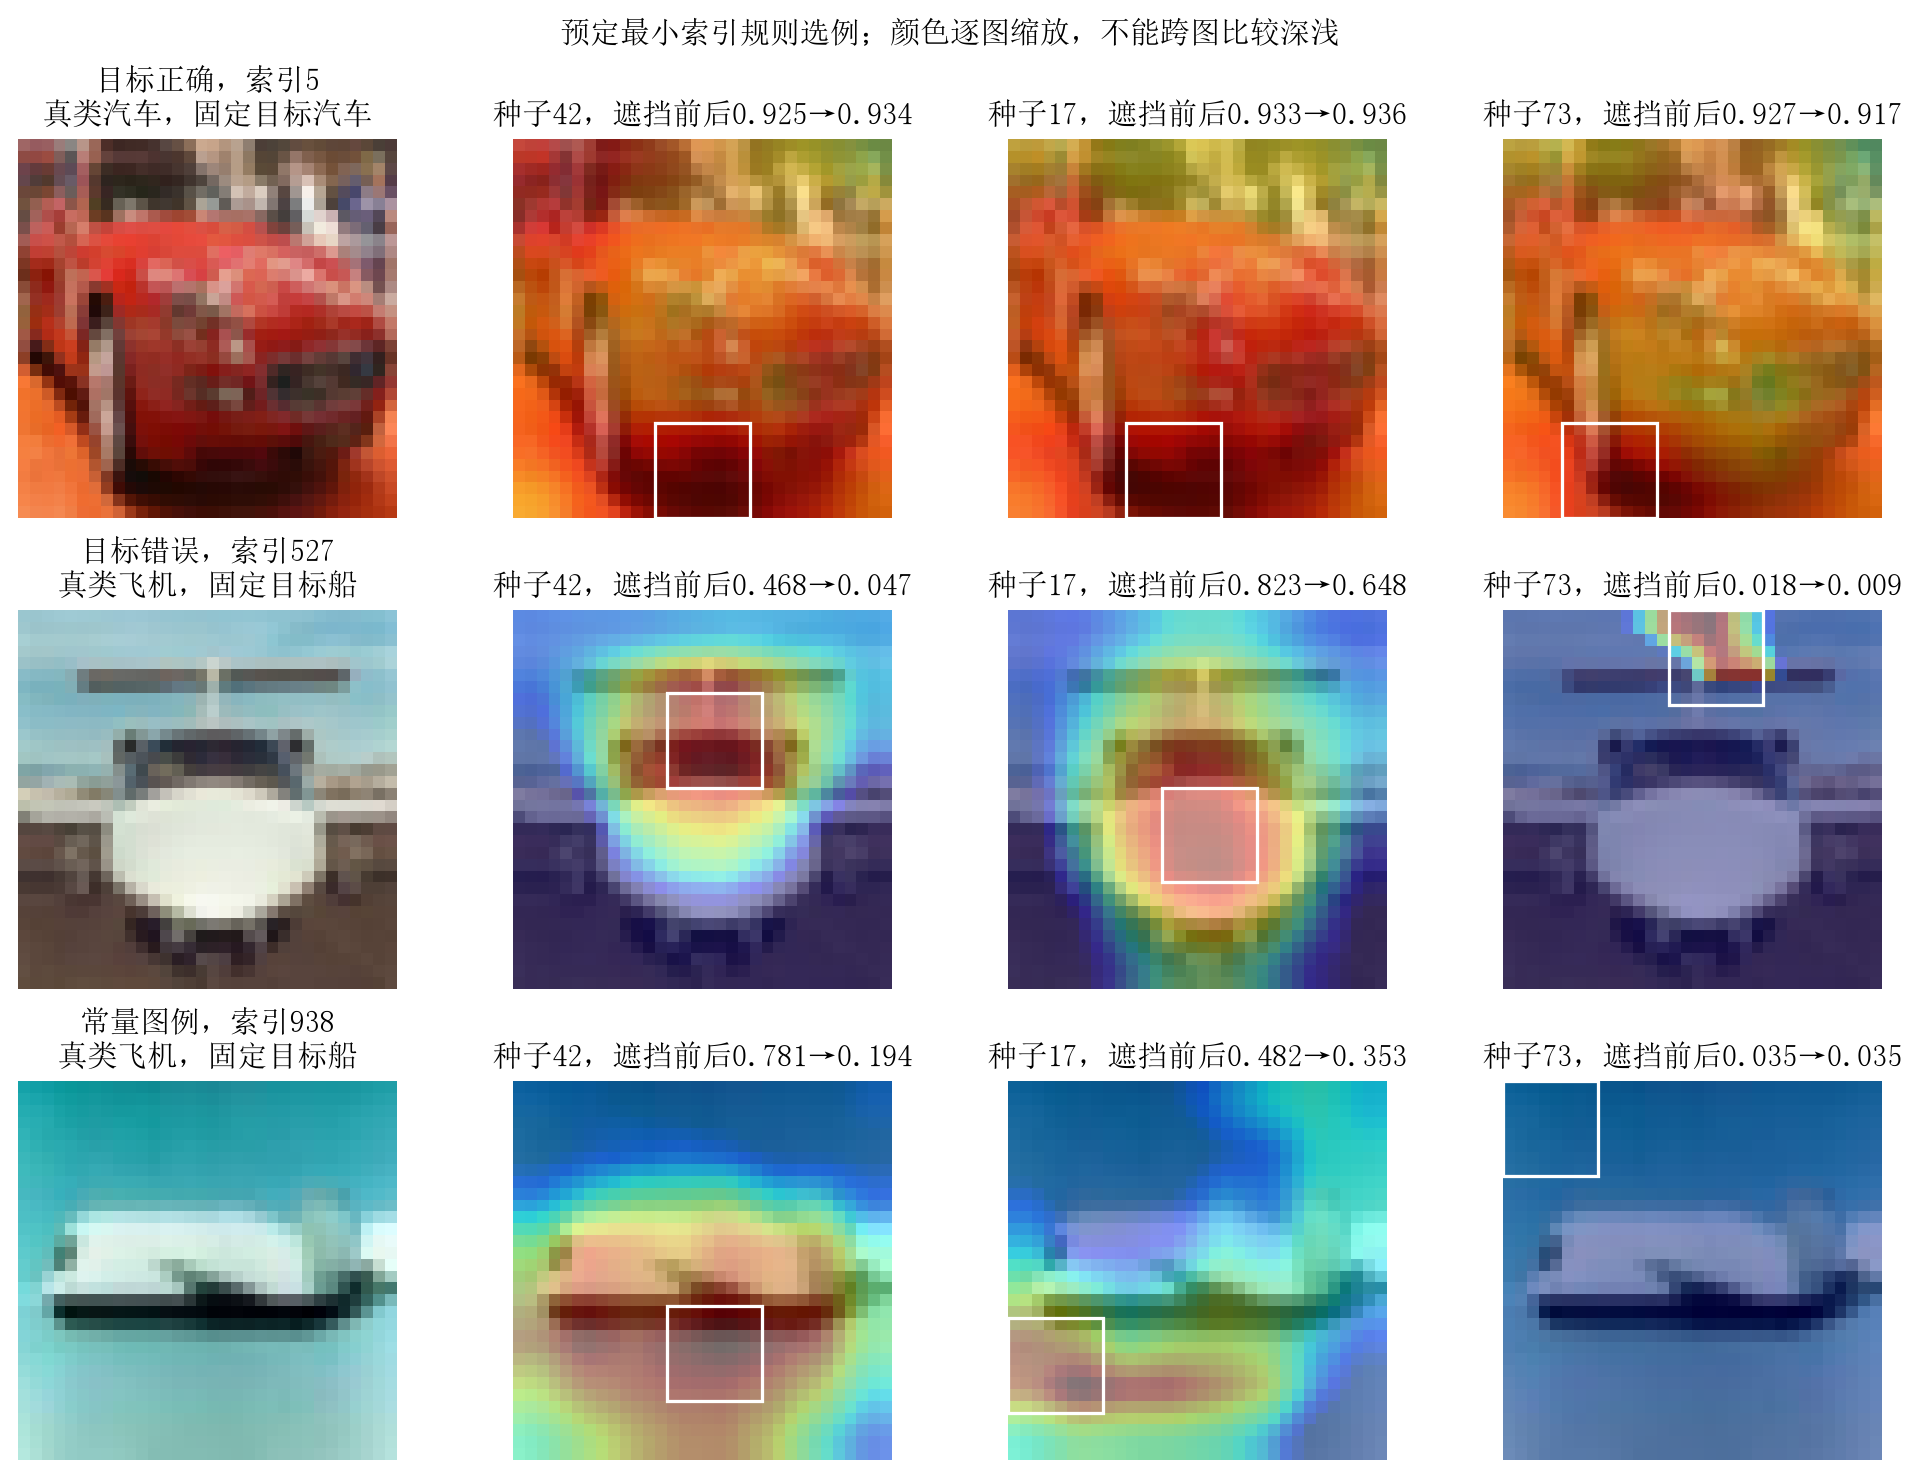 预定最小索引规则选例；颜色逐图缩放，不能跨图比较深浅
目标正确，索引5
真类汽车，固定目标汽车
种子42，遮挡前后0.925→0.934
种子17，遮挡前后0.933→0.936
种子73，遮挡前后0.927→0.917
目标错误，索引527
真类飞机，固定目标船
种子42，遮挡前后0.468→0.047
种子17，遮挡前后0.823→0.648
种子73，遮挡前后0.018→0.009
常量图例，索引938
真类飞机，固定目标船
种子42，遮挡前后0.781→0.194
种子17，遮挡前后0.482→0.353
种子73，遮挡前后0.035→0.035